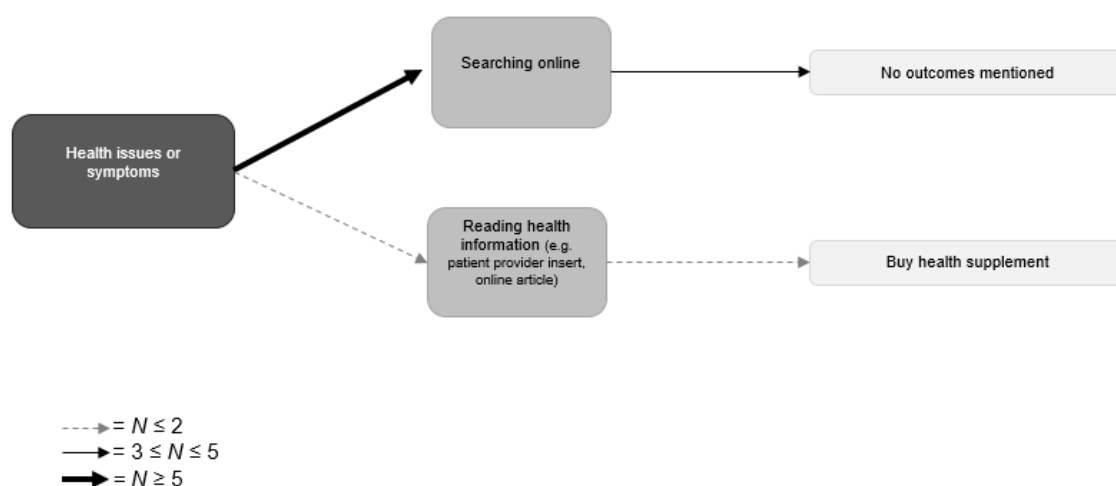 Searching online
No outcomes mentioned
Health issues or
symptoms
Reading health
information (e.g.
patient provider insert,
online article)
Buy health supplement
= N ≤ 2
= 3 ≤ N ≤ 5
= N ≥ 5